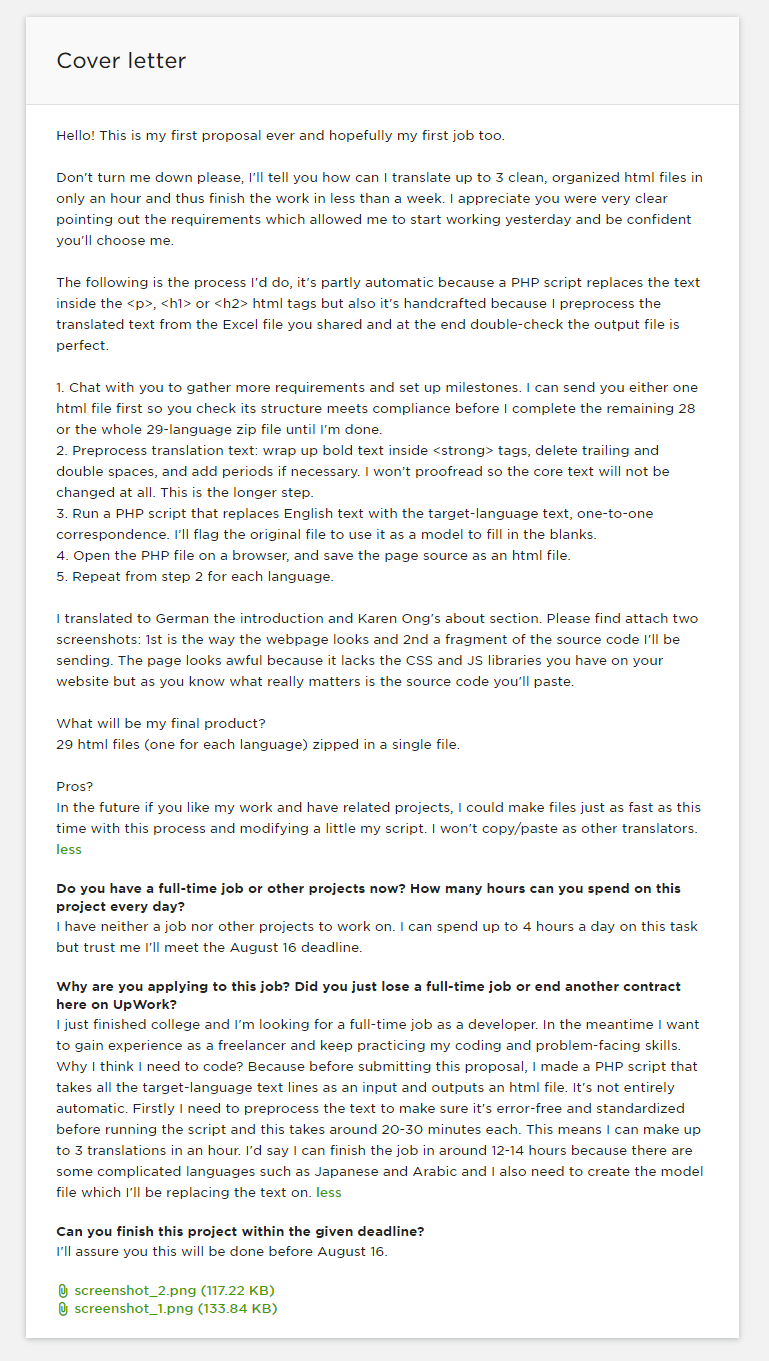 Cover letter
Hello! This is my first proposal ever and hopefully my first job too.
Don't turn me down please, I'll tell you how can I translate up to 3 clean, organized html files in
only an hour and thus finish the work in less than a week. I appreciate you were very clear
pointing out the requirements which allowed me to start working yesterday and be confident
you'll choose me.
The following is the process I'd do, it's partly automatic because a PHP script replaces the text
inside the <p>, <h1> or <h2> html tags but also it's handcrafted because I preprocess the
translated text from the Excel file you shared and at the end double-check the output file is
perfect.
1. Chat with you to gather more requirements and set up milestones. I can send you either one
html file first so you check its structure meets compliance before I complete the remaining 28
or the whole 29-language zip file until I'm done.
2. Preprocess translation text: wrap up bold text inside <strong> tags, delete trailing and
double spaces, and add periods if necessary. I won't proofread so the core text will not be
changed at all. This is the longer step.
3. Run a PHP script that replaces English text with the target-language text, one-to-one
correspondence. I'll flag the original file to use it as a model to fill in the blanks.
4. Open the PHP file on a browser, and save the page source as an html file.
5. Repeat from step 2 for each language.
I translated to German the introduction and Karen Ong's about section. Please find attach two
screenshots: 1st is the way the webpage looks and 2nd a fragment of the source code I'll be
sending. The page looks awful because it lacks the CSS and JS libraries you have on your
website but as you know what really matters is the source code you'll paste.
What will be my final product?
29 html files (one for each language) zipped in a single file.
Pros?
In the future if you like my work and have related projects, I could make files just as fast as this
time with this process and modifying a little my script. I won't copy/paste as other translators.
less
Do you have a full-time job or other projects now? How many hours can you spend on this
project every day?
I have neither a job nor other projects to work on. I can spend up to 4 hours a day on this task
but trust me I'll meet the August 16 deadline.
Why are you applying to this job? Did you just lose a full-time job or end another contract
here on UpWork?
I just finished college and I'm looking for a full-time job as a developer. In the meantime I want
to gain experience as a freelancer and keep practicing my coding and problem-facing skills.
Why I think I need to code? Because before submitting this proposal, I made a PHP script that
takes all the target-language text lines as an input and outputs an html file. It's not entirely
automatic. Firstly I need to preprocess the text to make sure it's error-free and standardized
before running the script and this takes around 20-30 minutes each. This means I can make up
to 3 translations in an hour. I'd say I can finish the job in around 12-14 hours because there are
some complicated languages such as Japanese and Arabic and I also need to create the model
file which I'll be replacing the text on. less
Can you finish this project within the given deadline?
I'll assure you this will be done before August 16.
screenshot_2.png (117.22 KB)
screenshot_1.png (133.84 KB)